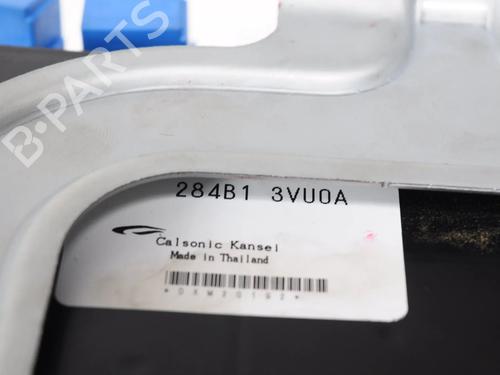 B-PARTS
284B1 3VU0A
Calsonic Kansei
Made in Thailand